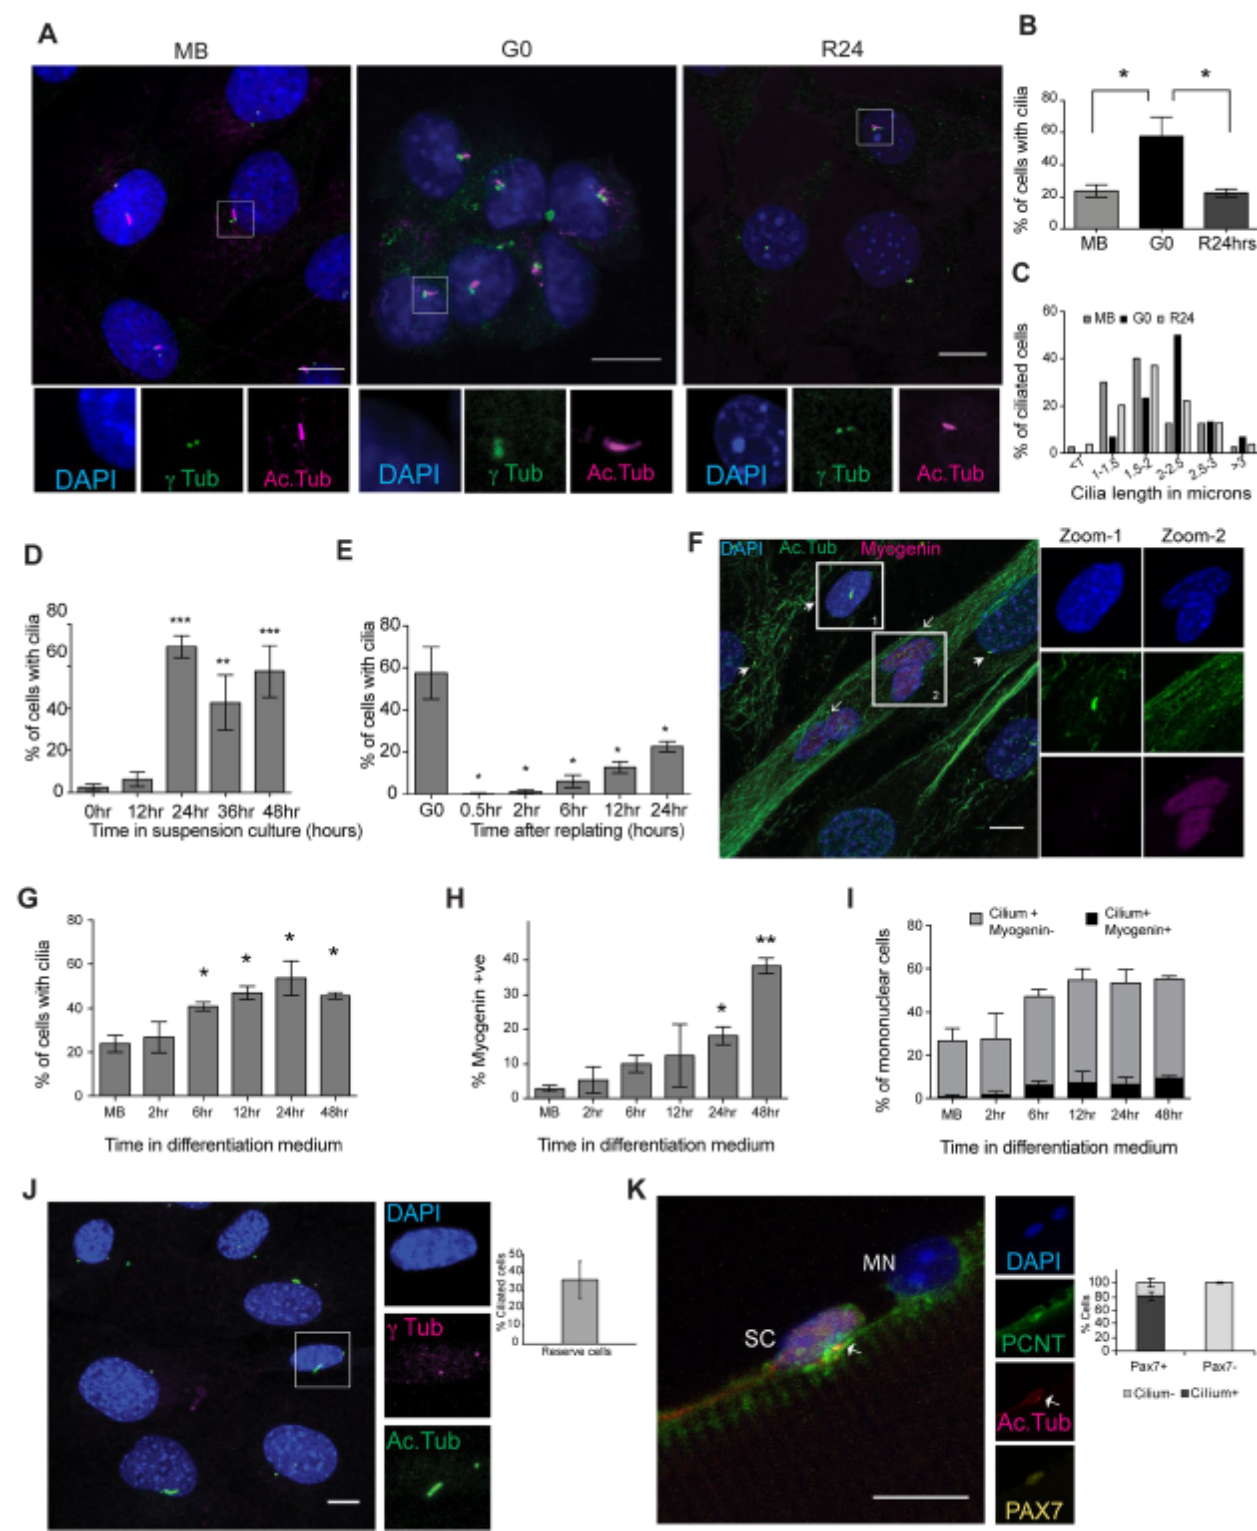 A
MB
G0
R24
DAPI
γ Tub
Ac.Tub
DAPI
γ Tub
Ac.Tub
DAPI
γ Tub
Ac.Tub
B
% of cells with cilia
80
60
40
20
0
*
*
MB
G0
R24hrs
C
% of ciliated cells
60
40
20
0
MB
G0
R24
<1
1-1.5
1.5-2
2-2.5
2.5-3
>3
Cilia length in microns
D
% of cells with cilia
80
60
40
20
0
***
**
***
0hr
12hr
24hr
36hr
48hr
Time in suspension culture (hours)
E
% of cells with cilia
80
60
40
20
0
*
*
*
*
*
G0
0.5hr
2hr
6hr
12hr
24hr
Time after replating (hours)
F
DAPI
Ac.Tub
Myogenin
1
2
Zoom-1
Zoom-2
G
% of cells with cilia
80
60
40
20
0
*
*
*
*
MB
2hr
6hr
12hr
24hr
48hr
Time in differentiation medium
H
% Myogenin +ve
40
30
20
10
0
*
**
MB
2hr
6hr
12hr
24hr
48hr
Time in differentiation medium
I
Cilium +
Myogenin-
Cilium+
Myogenin+
% of mononuclear cells
80
60
40
20
0
MB
2hr
6hr
12hr
24hr
48hr
Time in differentiation medium
J
DAPI
γ Tub
Ac.Tub
% Ciliated cells
50
40
30
20
10
0
Reserve cells
K
MN
SC
DAPI
PCNT
Ac.Tub
PAX7
% Cells
100
80
60
40
20
0
Pax7+
Pax7-
Cilium-
Cilium+